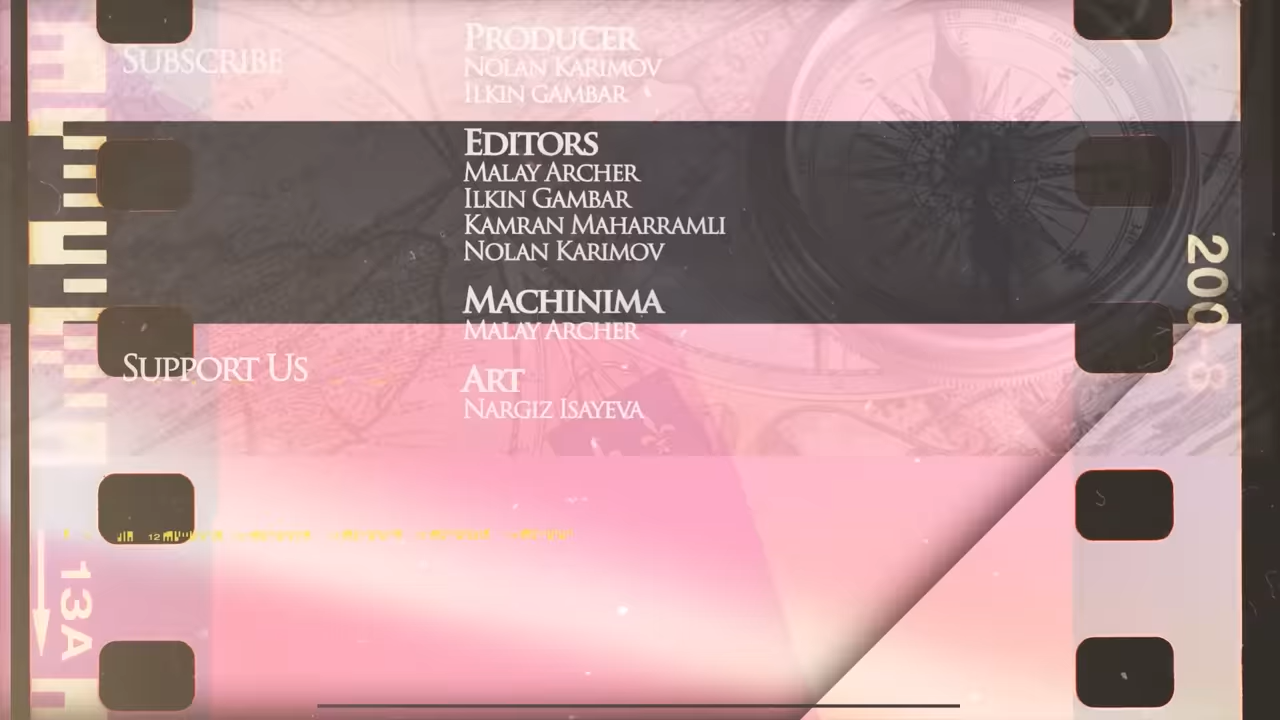 SUBSCRIBE
PRODUCER
NOLAN KARIMOV
ILKIN GAMBAR
EDITORS
MALAY ARCHER
ILKIN GAMBAR
KAMRAN MAHARRAMLI
NOLAN KARIMOV
MACHINIMA
MALAY ARCHER
SUPPORT US
ART
NARGIZ ISAYEVA
200-8
13A